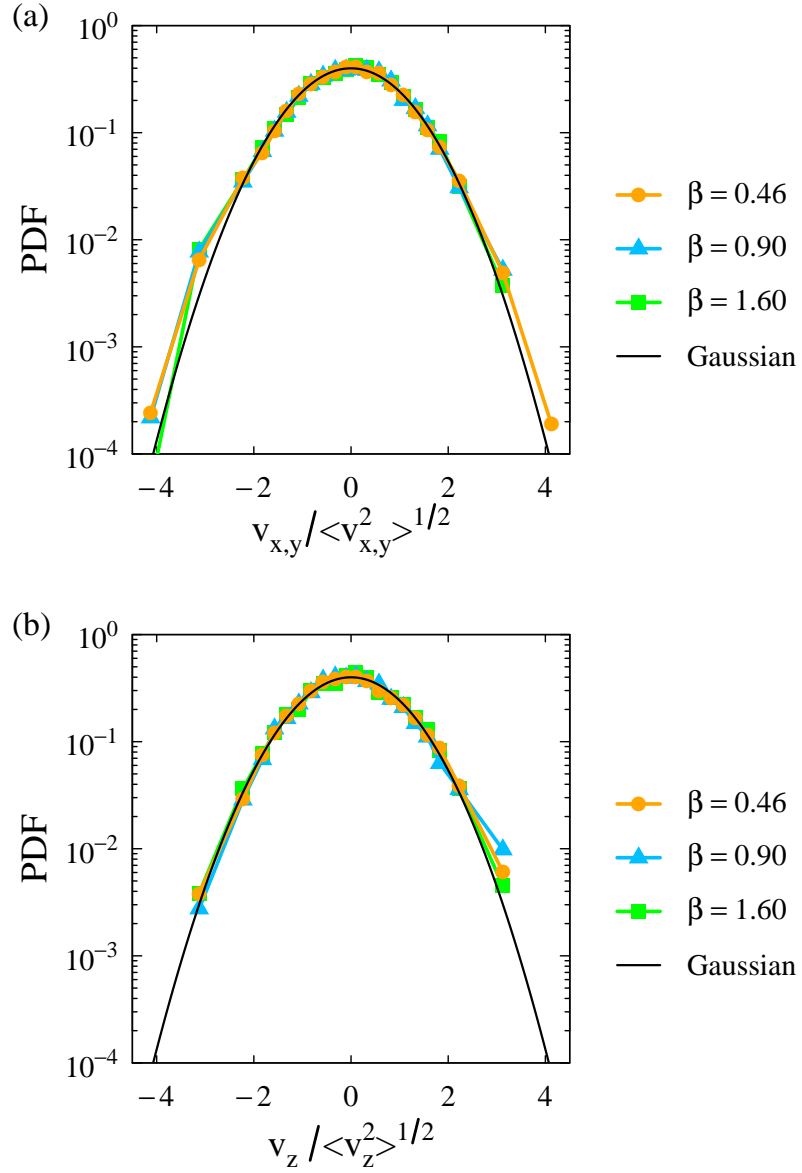 (a)
10^0
10^-1
10^-2
10^-3
10^-4
PDF
−4 −2 0 2 4
v_x,y / <v^2_x,y>^1/2
β = 0.46
β = 0.90
β = 1.60
Gaussian
(b)
10^0
10^-1
10^-2
10^-3
10^-4
PDF
−4 −2 0 2 4
v_z / <v^2_z>^1/2
β = 0.46
β = 0.90
β = 1.60
Gaussian